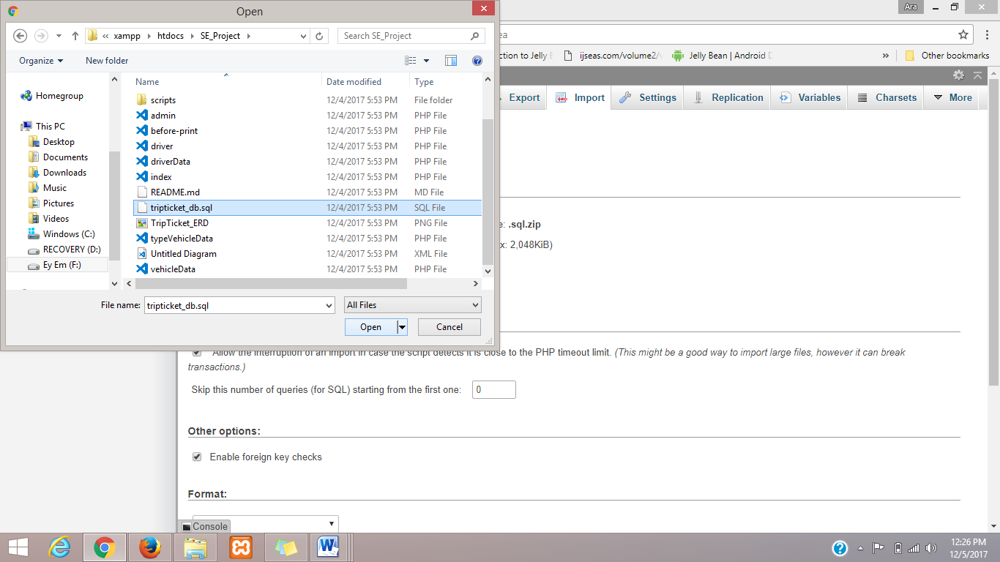 Open
Ara
« xampp htdocs SE_Project
Search SE_Project
ea
Organize
New folder
ijseas.com/volume2/
Jelly Bean | Android
»
Other bookmarks
Homegroup
This PC
Desktop
Documents
Downloads
Music
Pictures
Videos
Windows (C:)
RECOVERY (D:)
Ey Em (F:)
Name Date modified Type
scripts 12/4/2017 5:53 PM File folder
admin 12/4/2017 5:53 PM PHP File
before-print 12/4/2017 5:53 PM PHP File
driver 12/4/2017 5:53 PM PHP File
driverData 12/4/2017 5:53 PM PHP File
index 12/4/2017 5:53 PM PHP File
README.md 12/4/2017 5:53 PM MD File
tripticket_db.sql 12/4/2017 5:53 PM SQL File
TripTicket_ERD 12/4/2017 5:53 PM PNG File
typeVehicleData 12/4/2017 5:53 PM PHP File
Untitled Diagram 12/4/2017 5:53 PM XML File
vehicleData 12/4/2017 5:53 PM PHP File
File name: tripticket_db.sql All Files
Open Cancel
Export Import Settings Replication Variables Charsets More
e: .sql.zip
x: 2,048KiB)
Allow the interruption of an import in case the script detects it is close to the PHP timeout limit. (This might be a good way to import large files, however it can break
transactions.)
Skip this number of queries (for SQL) starting from the first one: 0
Other options:
Enable foreign key checks
Format:
Console
12:26 PM
12/5/2017